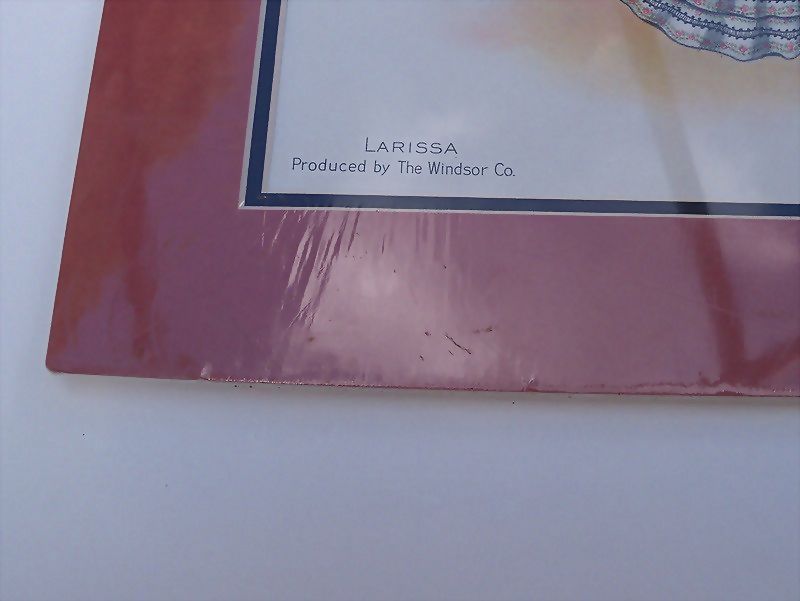 LARISSA
Produced by The Windsor Co.